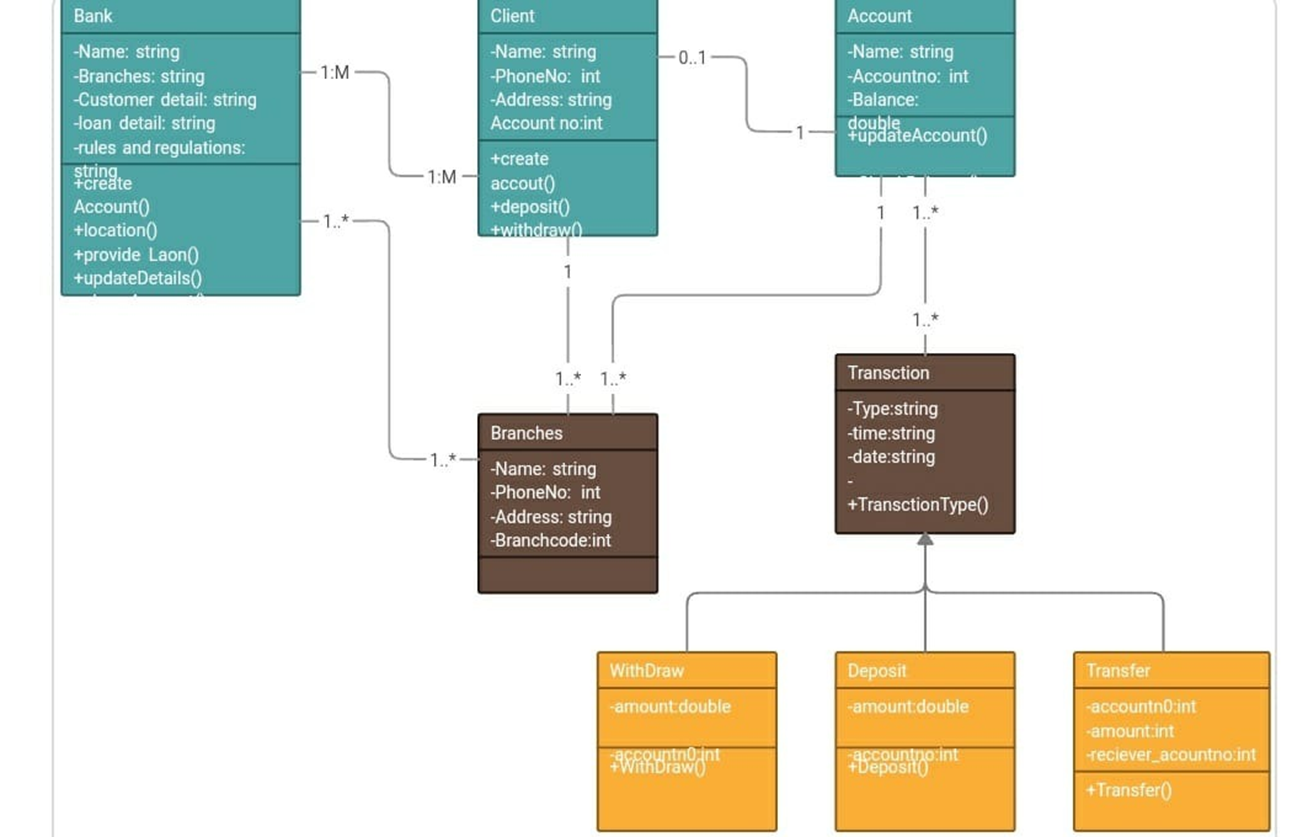 Bank
-Name: string
-Branches: string
-Customer detail: string
-loan detail: string
-rules and regulations:
string
+create
Account()
+location()
+provide Laon()
+updateDetails()
1:M
1:M
1..*
1..*
Client
-Name: string
-PhoneNo: int
-Address: string
Account no:int
+create
accout()
+deposit()
+withdraw()
0..1
1
Account
-Name: string
-Accountno: int
-Balance:
double
+updateAccount()
1
1..*
1
1..*
1..*
1..*
Branches
-Name: string
-PhoneNo: int
-Address: string
-Branchcode:int
Transction
-Type:string
-time:string
-date:string
-
+TransctionType()
WithDraw
-amount:double
-accountn0:int
+WithDraw()
Deposit
-amount:double
-accountno:int
+Deposit()
Transfer
-accountn0:int
-amount:int
-reciever_acountno:int
+Transfer()